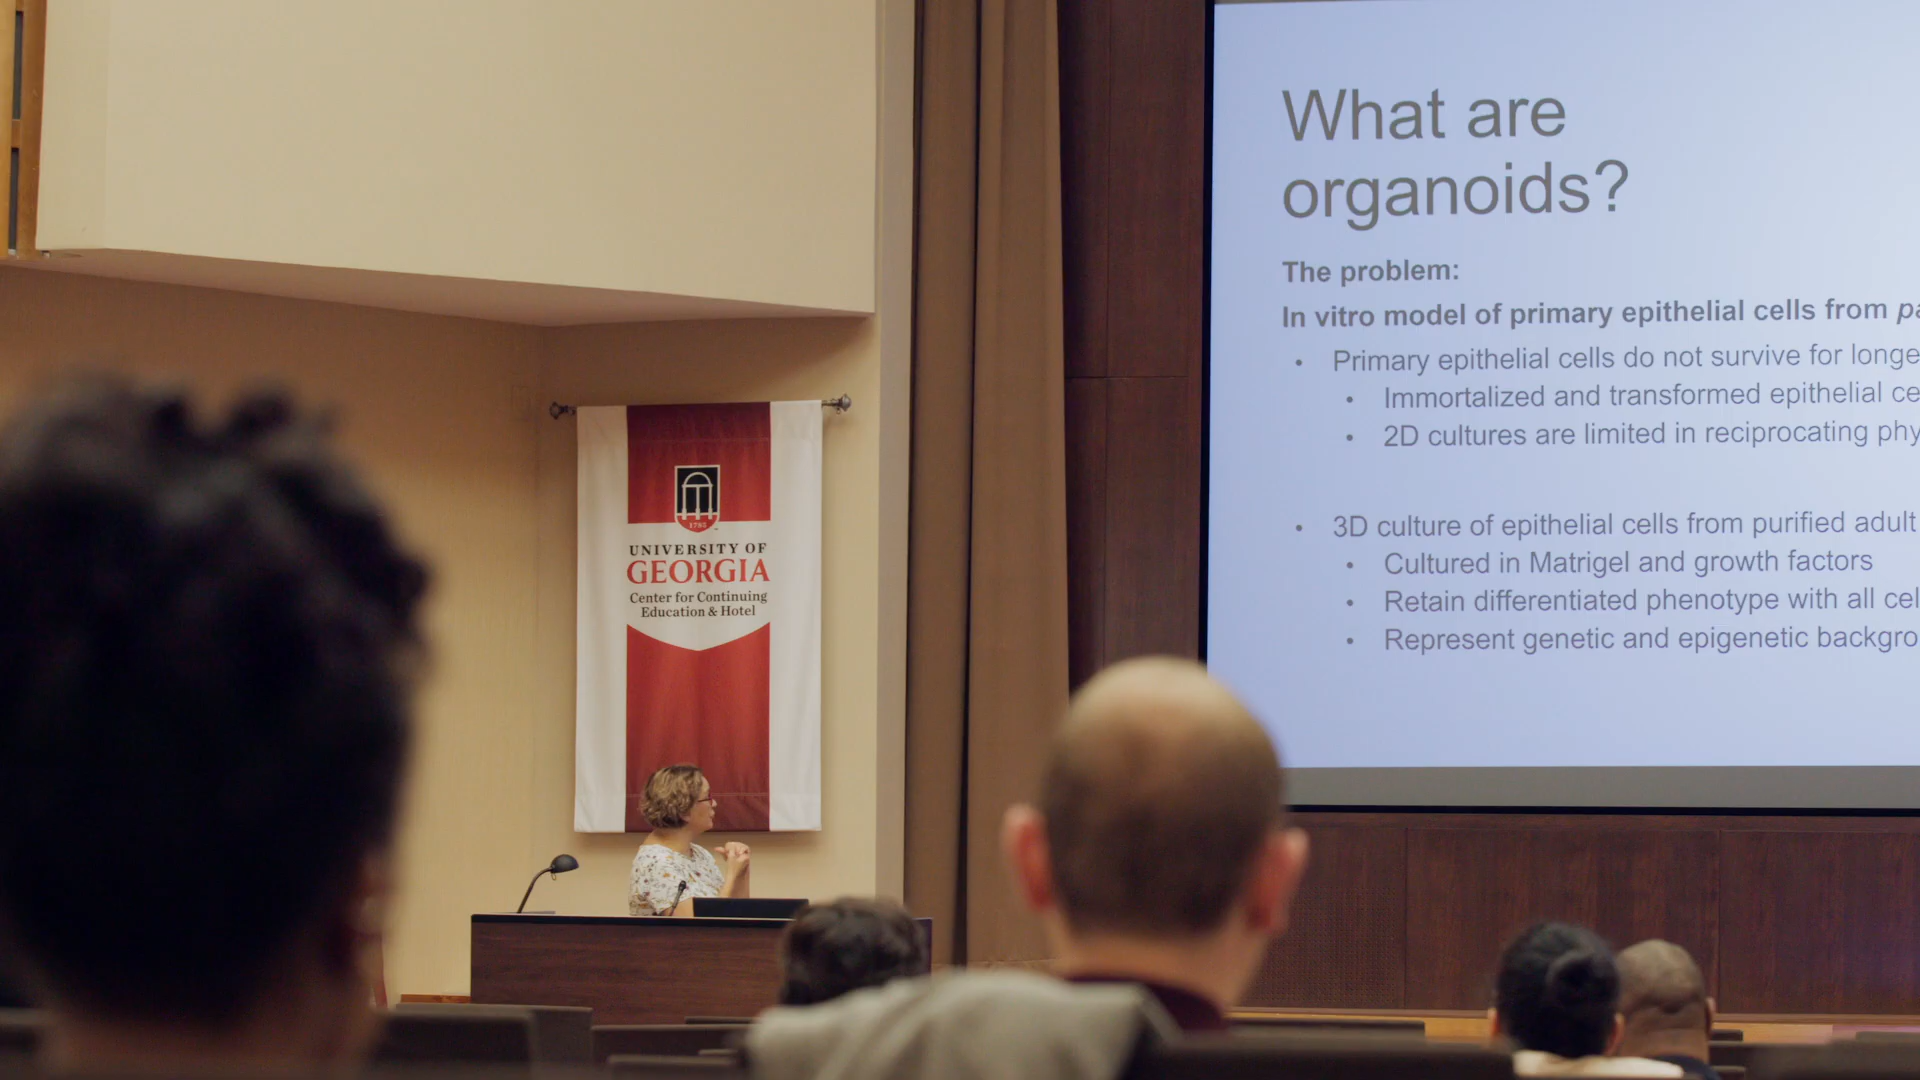 What are
organoids?
The problem:
In vitro model of primary epithelial cells from
• Primary epithelial cells do not survive for
• Immortalized and transformed epithelial
• 2D cultures are limited in reciprocating
• 3D culture of epithelial cells from purified adult
• Cultured in Matrigel and growth factors
• Retain differentiated phenotype with all
• Represent genetic and epigenetic
1785
UNIVERSITY OF
GEORGIA
Center for Continuing
Education & Hotel